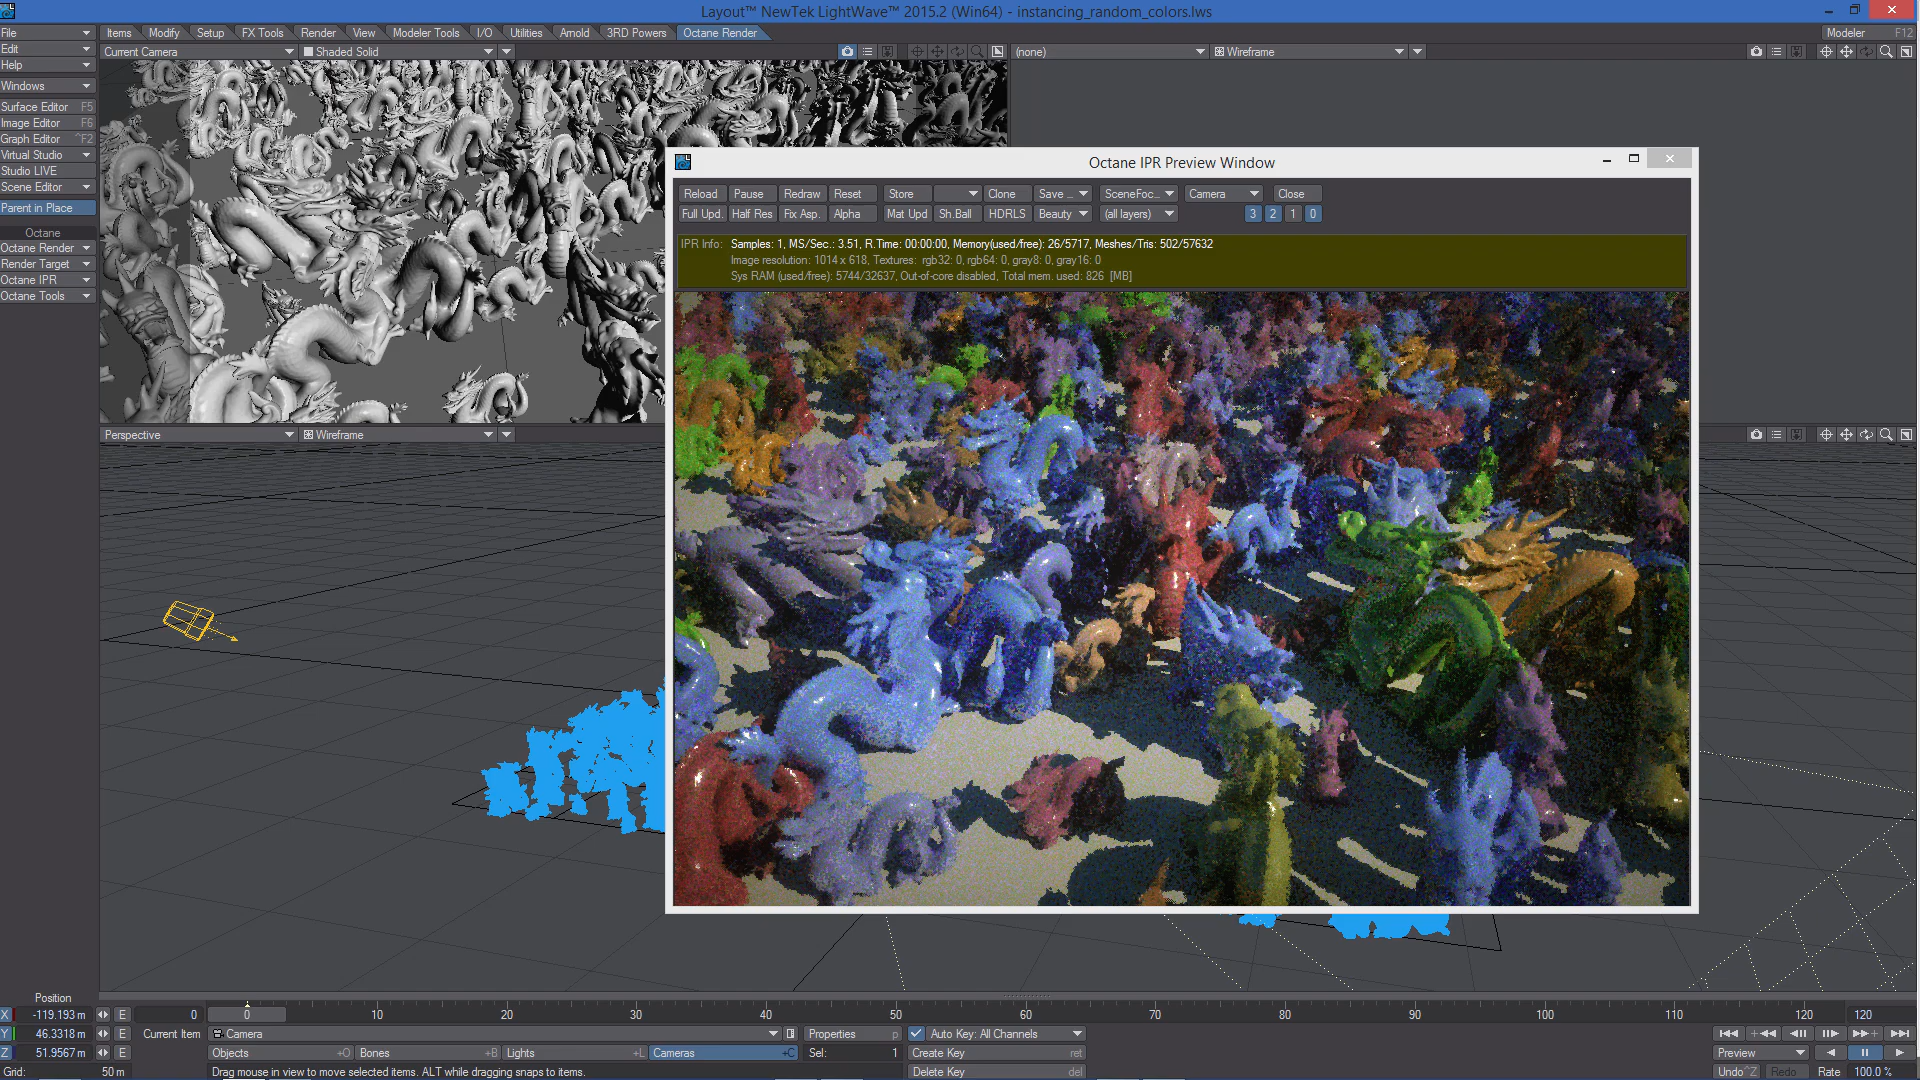 Layout™ NewTek LightWave™ 2015.2 (Win64) - instancing_random_colors.lws
File Items Modify Setup FX Tools Render View Modeler Tools I/O Utilities Arnold 3RD Powers Octane Render Modeler F12
Edit Current Camera Shaded Solid (none) Wireframe
Help
Windows
Surface Editor F5
Image Editor F6
Graph Editor ^F2
Virtual Studio
Studio LIVE
Scene Editor
Parent in Place
Octane
Octane Render
Render Target
Octane IPR
Octane Tools
Octane IPR Preview Window
Reload Pause Redraw Reset Store Clone Save ... SceneFoc... Camera Close
Full Upd. Half Res Fix Asp. Alpha Mat Upd Sh.Ball HDRLS Beauty (all layers) 3 2 1 0
IPR Info: Samples: 1, MS/Sec.: 3.51, R.Time: 00:00:00, Memory(used/free): 26/5717, Meshes/Tris: 502/57632
Image resolution: 1014 x 618, Textures: rgb32: 0, rgb64: 0, gray8: 0, gray16: 0
Sys RAM (used/free): 5744/32637, Out-of-core disabled, Total mem. used: 826 [MB]
Perspective Wireframe
Position
X -119.193 m E 0 0 10 20 30 40 50 60 70 80 90 100 110 120 120
Y 46.3318 m E Current Item Camera Properties p Auto Key: All Channels
Z 51.9567 m E Objects +O Bones +B Lights +L Cameras +C Sel: 1 Create Key ret Preview
Grid: 50 m Drag mouse in view to move selected items. ALT while dragging snaps to items. Delete Key del Undo ^Z Redo Rate 100.0 %